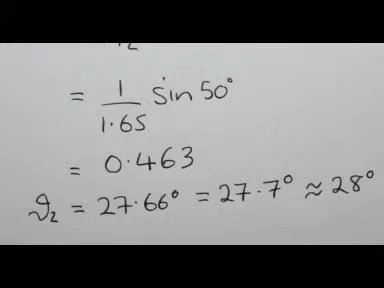 = 1/1.65 sin 50°
= 0.463
ϑ₂ = 27.66° = 27.7° ≈ 28°